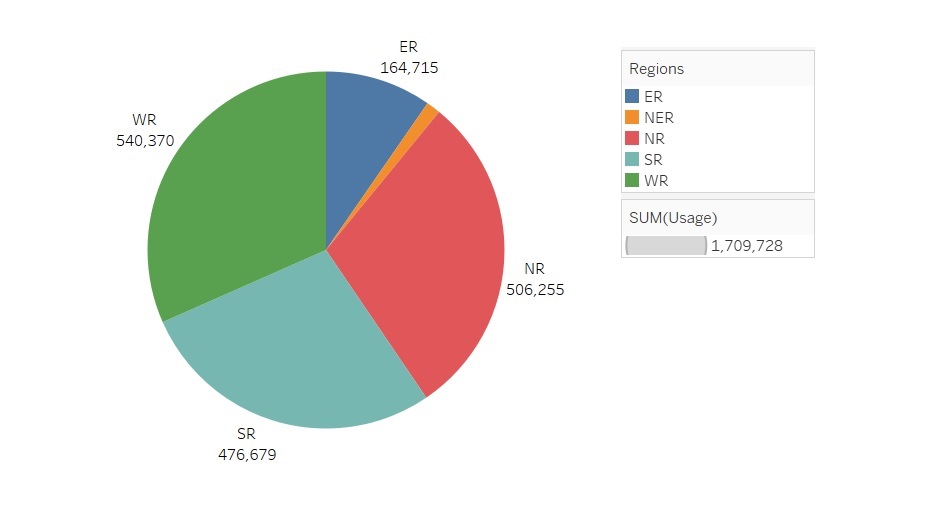 ER
164,715
WR
540,370
NR
506,255
SR
476,679
Regions
ER
NER
NR
SR
WR
SUM(Usage)
1,709,728